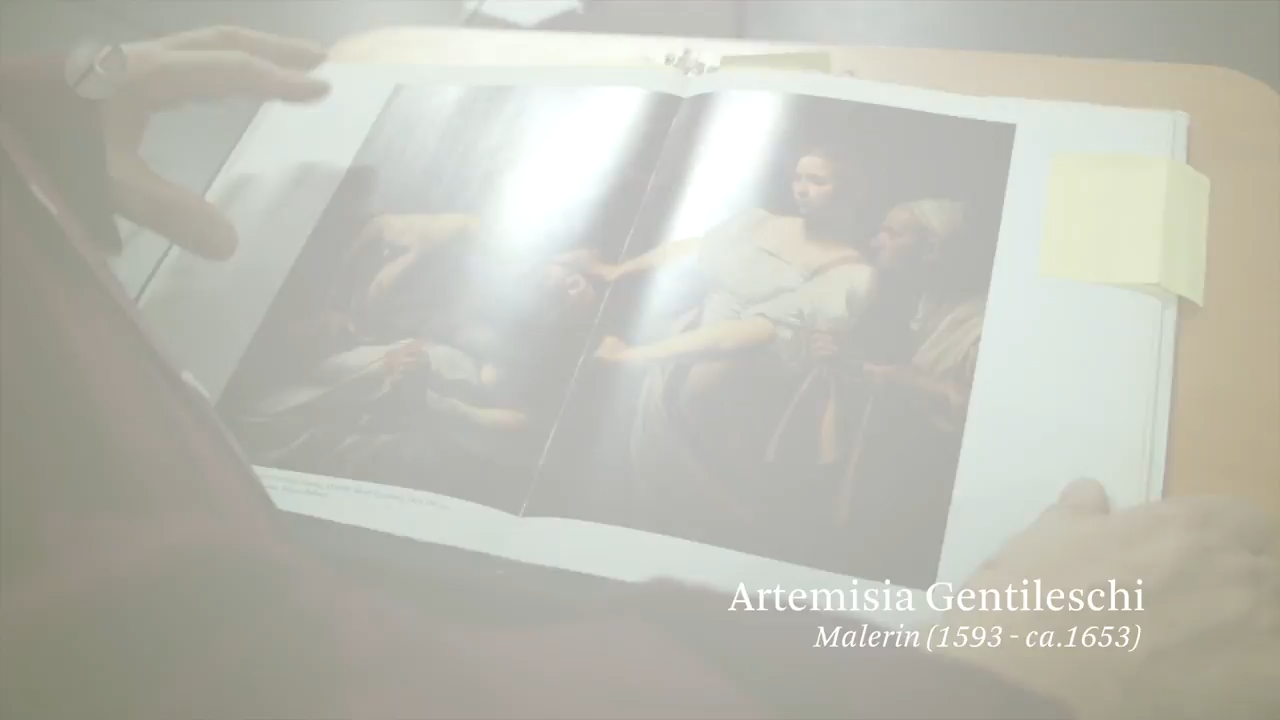 Artemisia Gentileschi
Malerin (1593 - ca.1653)